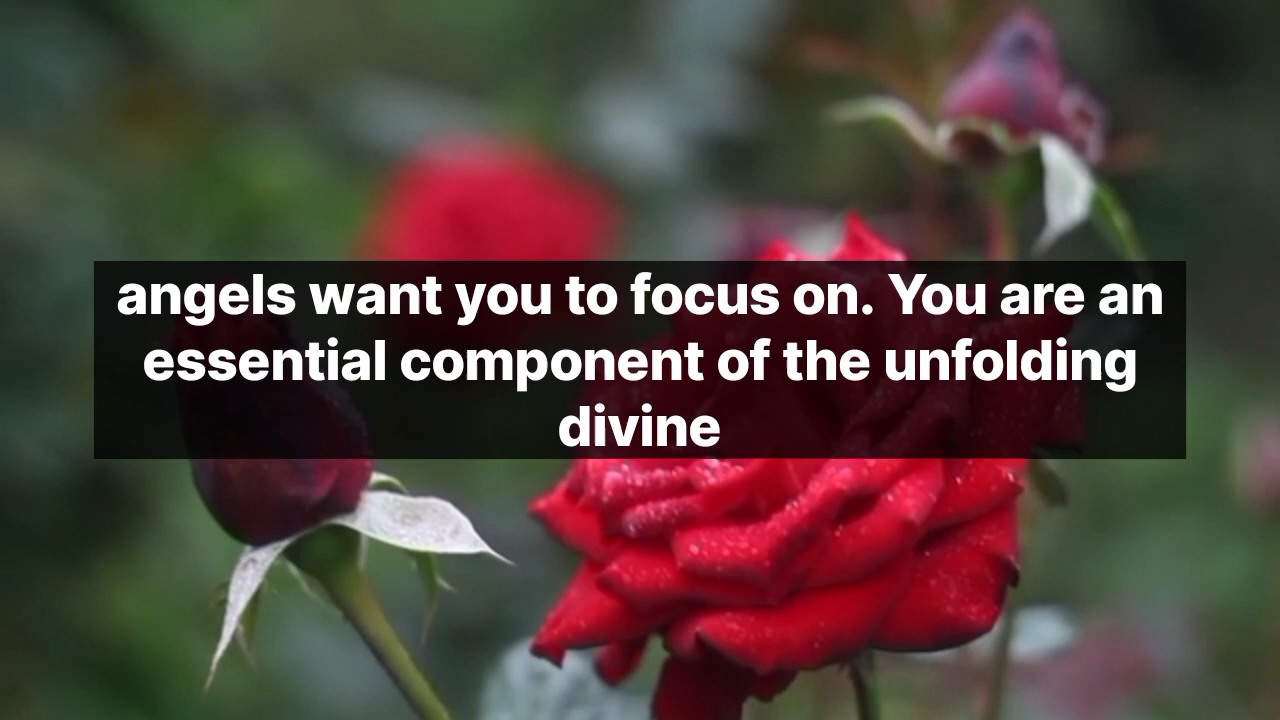 angels want you to focus on. You are an
essential component of the unfolding
divine